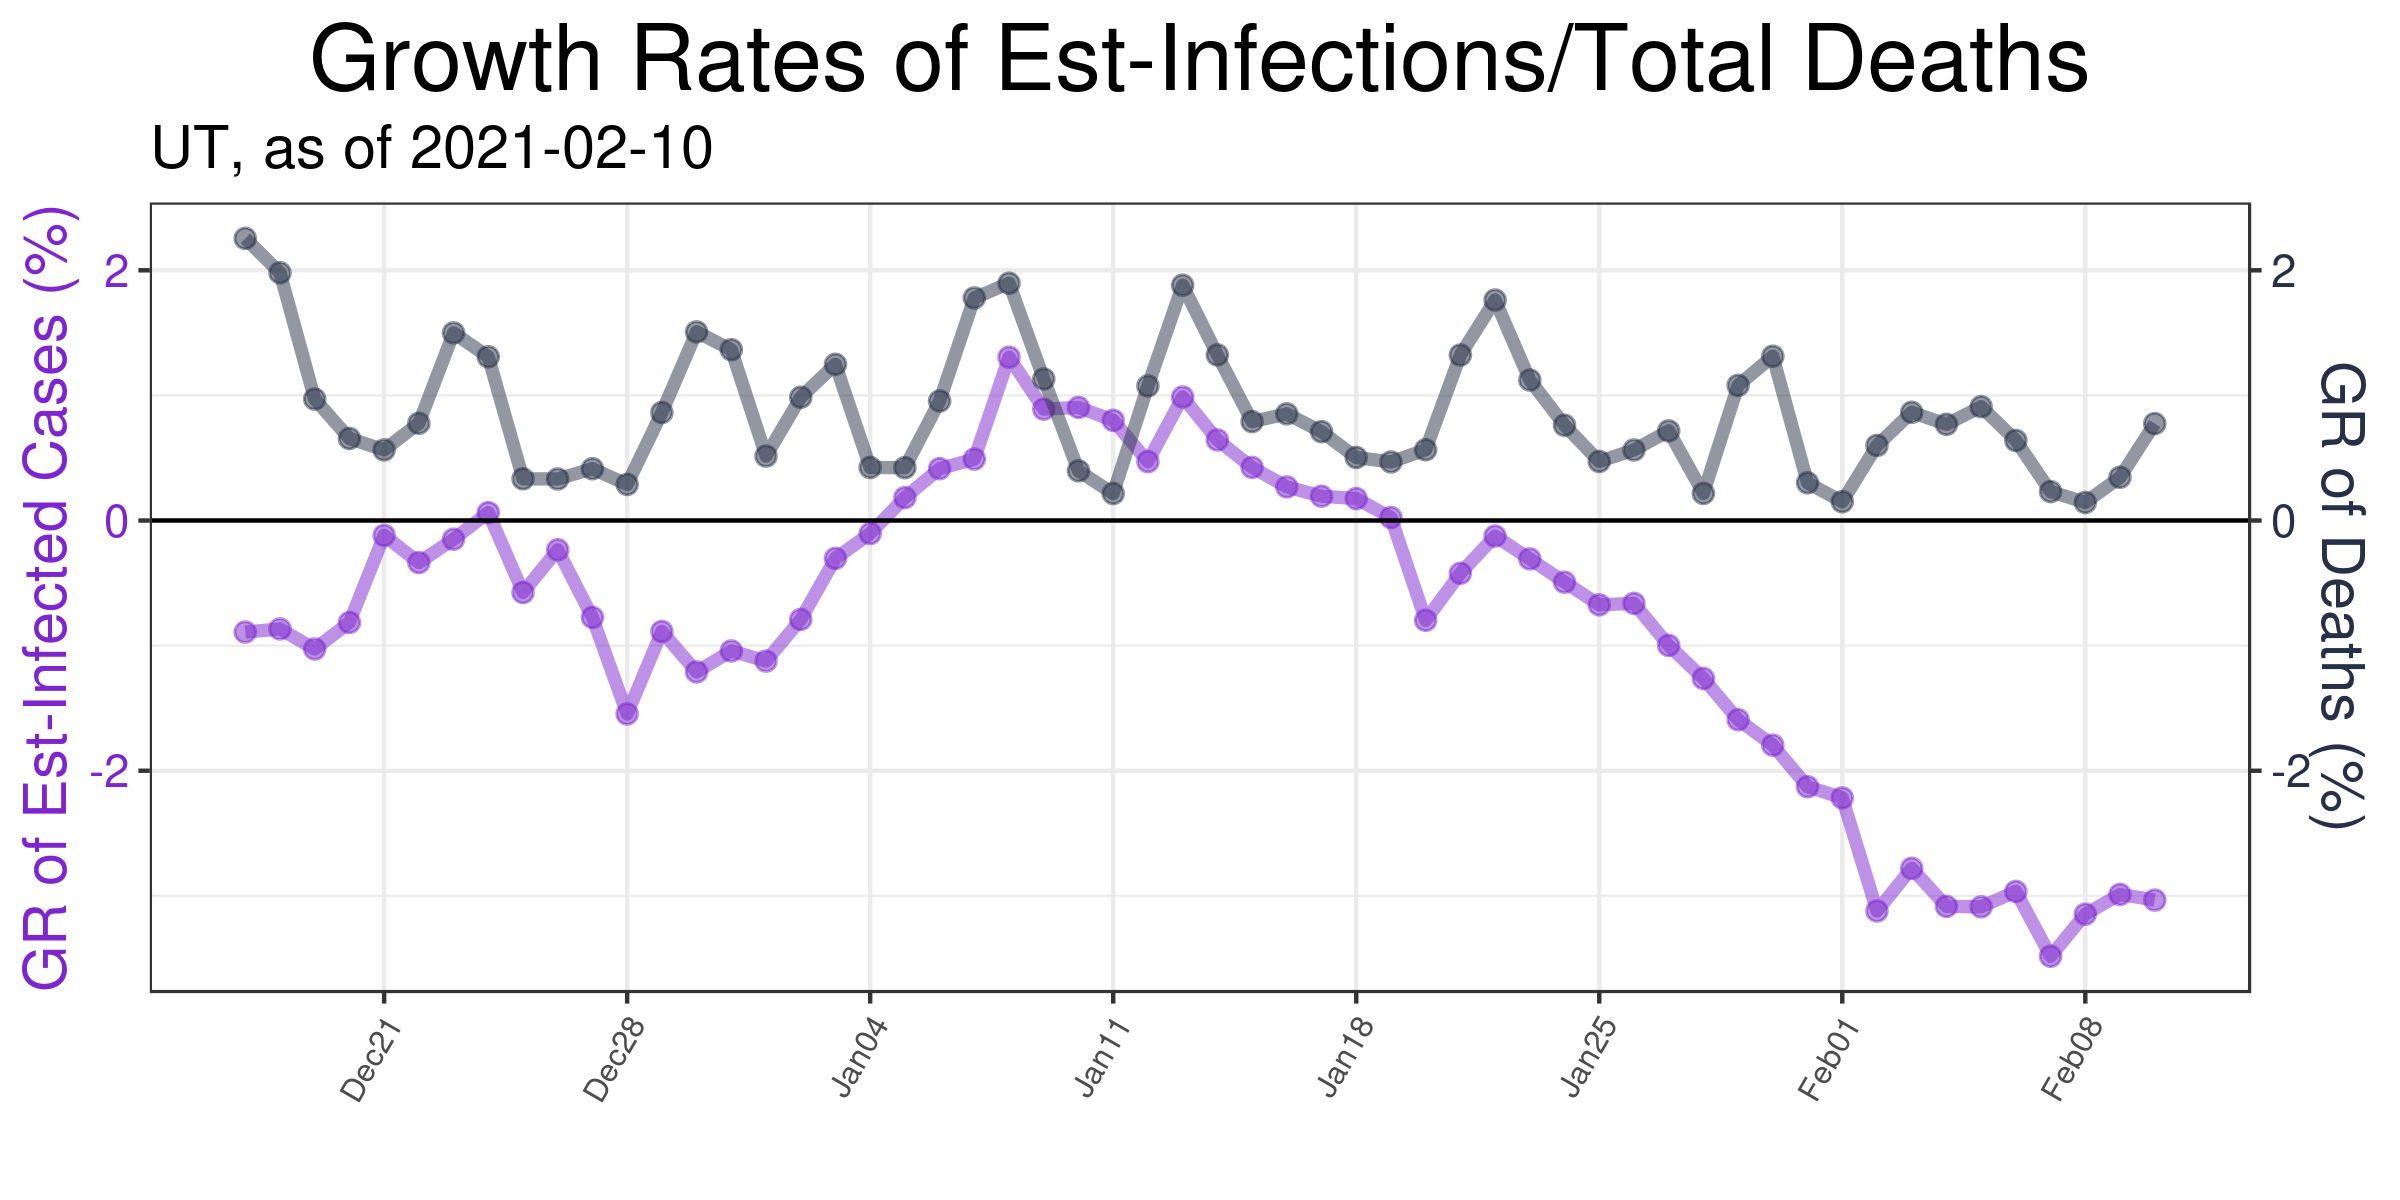 Growth Rates of Est-Infections/Total Deaths
UT, as of 2021-02-10
GR of Est-Infected Cases (%)
2
0
-2
2
0
-2
GR of Deaths (%)
Dec21
Dec28
Jan04
Jan11
Jan18
Jan25
Feb01
Feb08